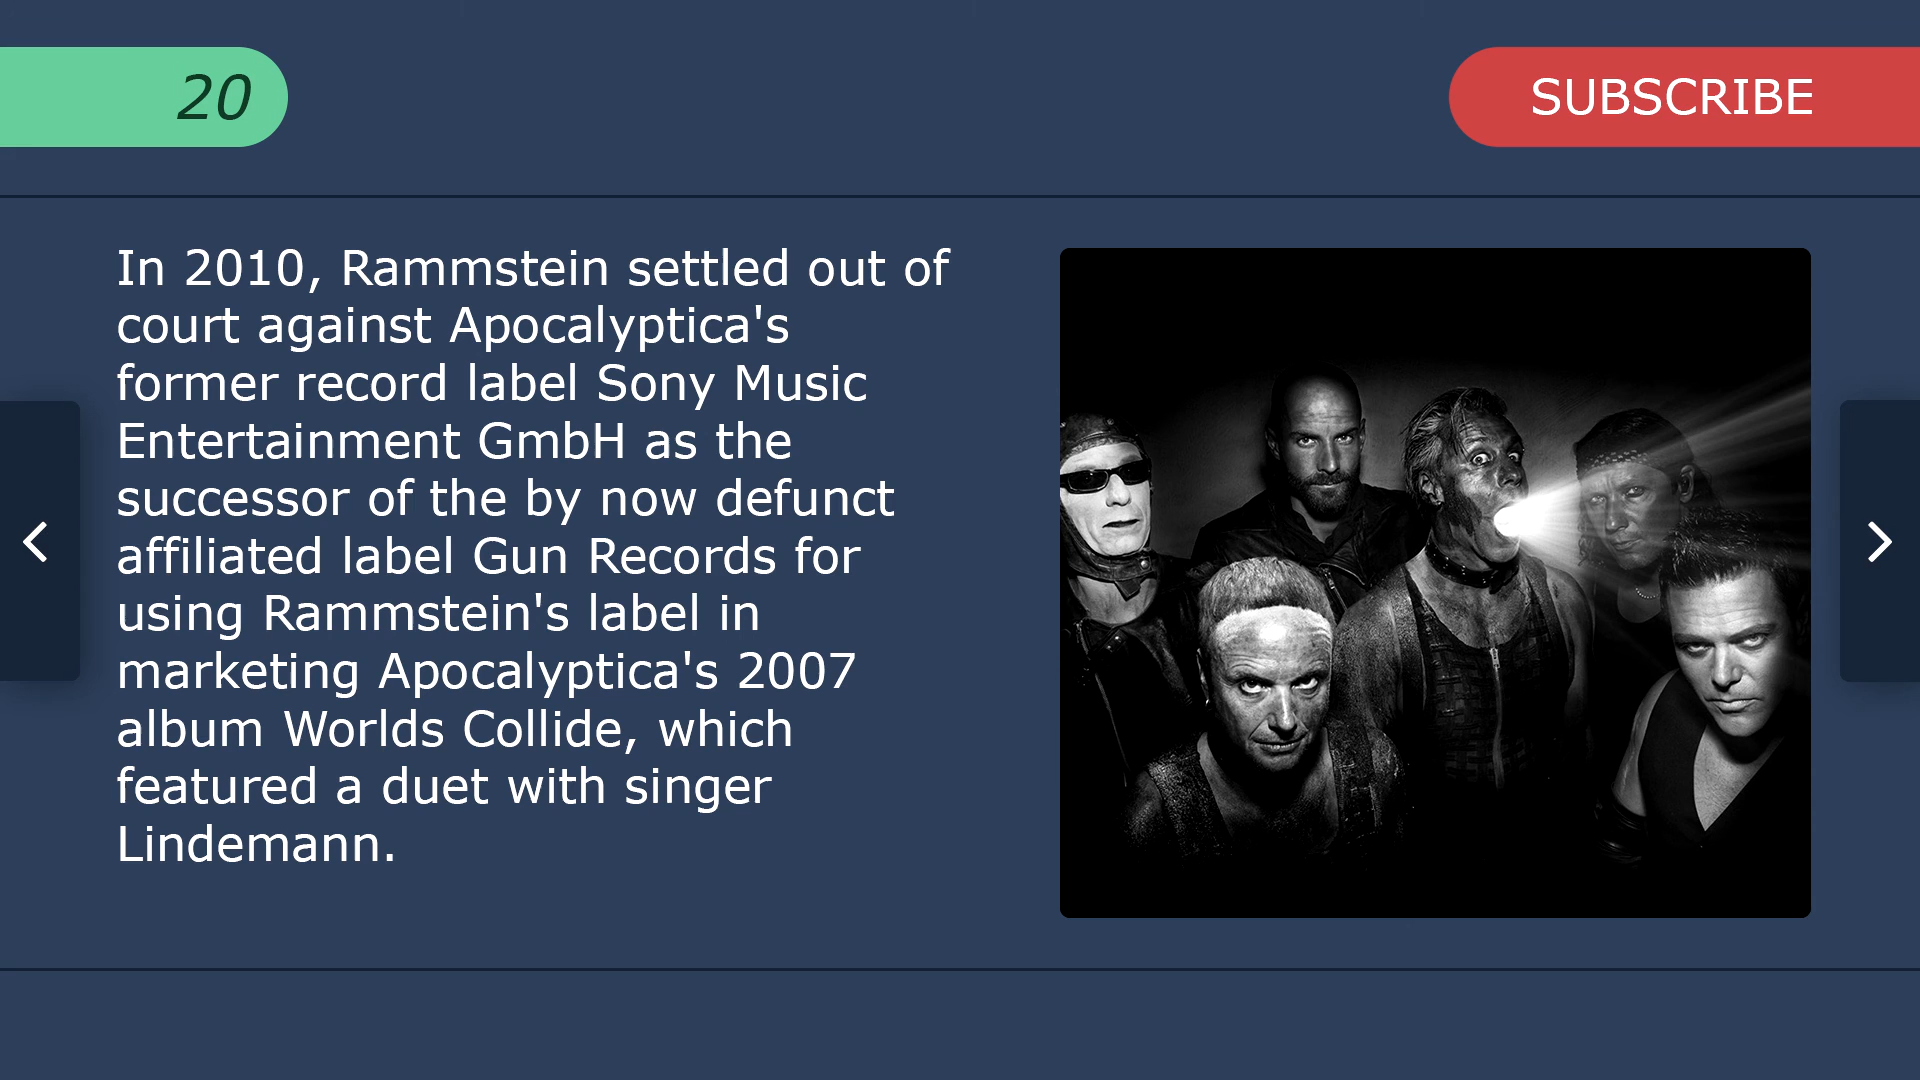 20
SUBSCRIBE
In 2010, Rammstein settled out of
court against Apocalyptica's
former record label Sony Music
Entertainment GmbH as the
successor of the by now defunct
affiliated label Gun Records for
using Rammstein's label in
marketing Apocalyptica's 2007
album Worlds Collide, which
featured a duet with singer
Lindemann.